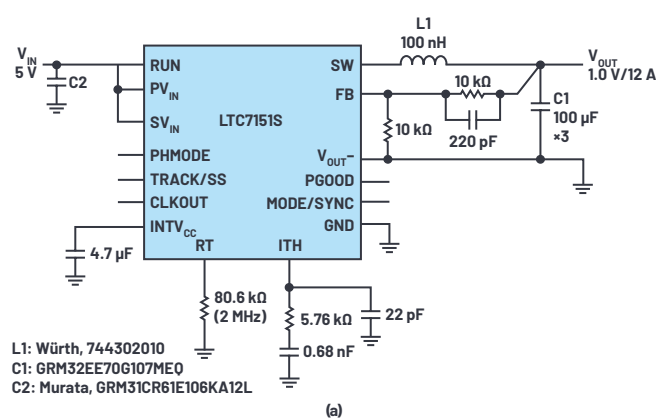 L1
100 nH
V_IN
5 V
C2
RUN
PV_IN
SV_IN
PHMODE
TRACK/SS
CLKOUT
INTV_CC
RT
LTC7151S
ITH
SW
FB
V_OUT–
PGOOD
MODE/SYNC
GND
10 kΩ
220 pF
10 kΩ
V_OUT
1.0 V/12 A
C1
100 µF
×3
4.7 µF
80.6 kΩ
(2 MHz)
5.76 kΩ
22 pF
0.68 nF
L1: Würth, 744302010
C1: GRM32EE70G107MEQ
C2: Murata, GRM31CR61E106KA12L
(a)